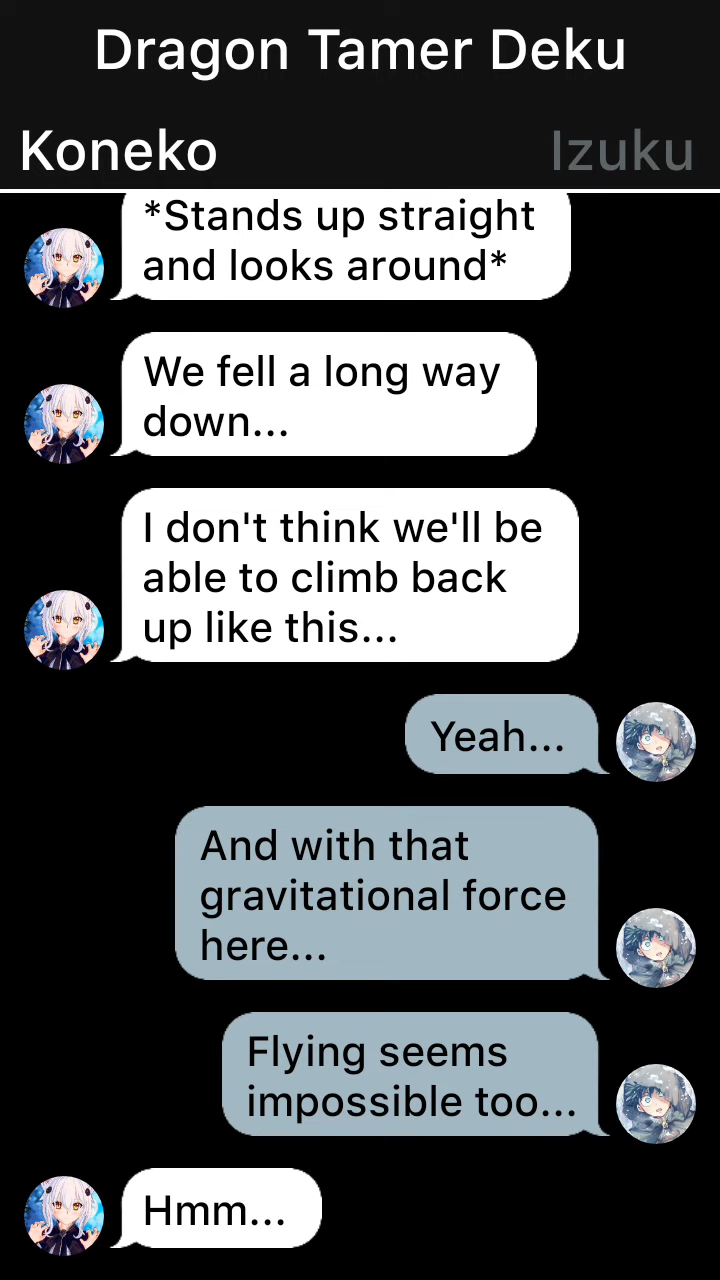 Dragon Tamer Deku
Koneko
Izuku
*Stands up straight
and looks around*
We fell a long way
down...
I don't think we'll be
able to climb back
up like this...
Yeah...
And with that
gravitational force
here...
Flying seems
impossible too...
Hmm...